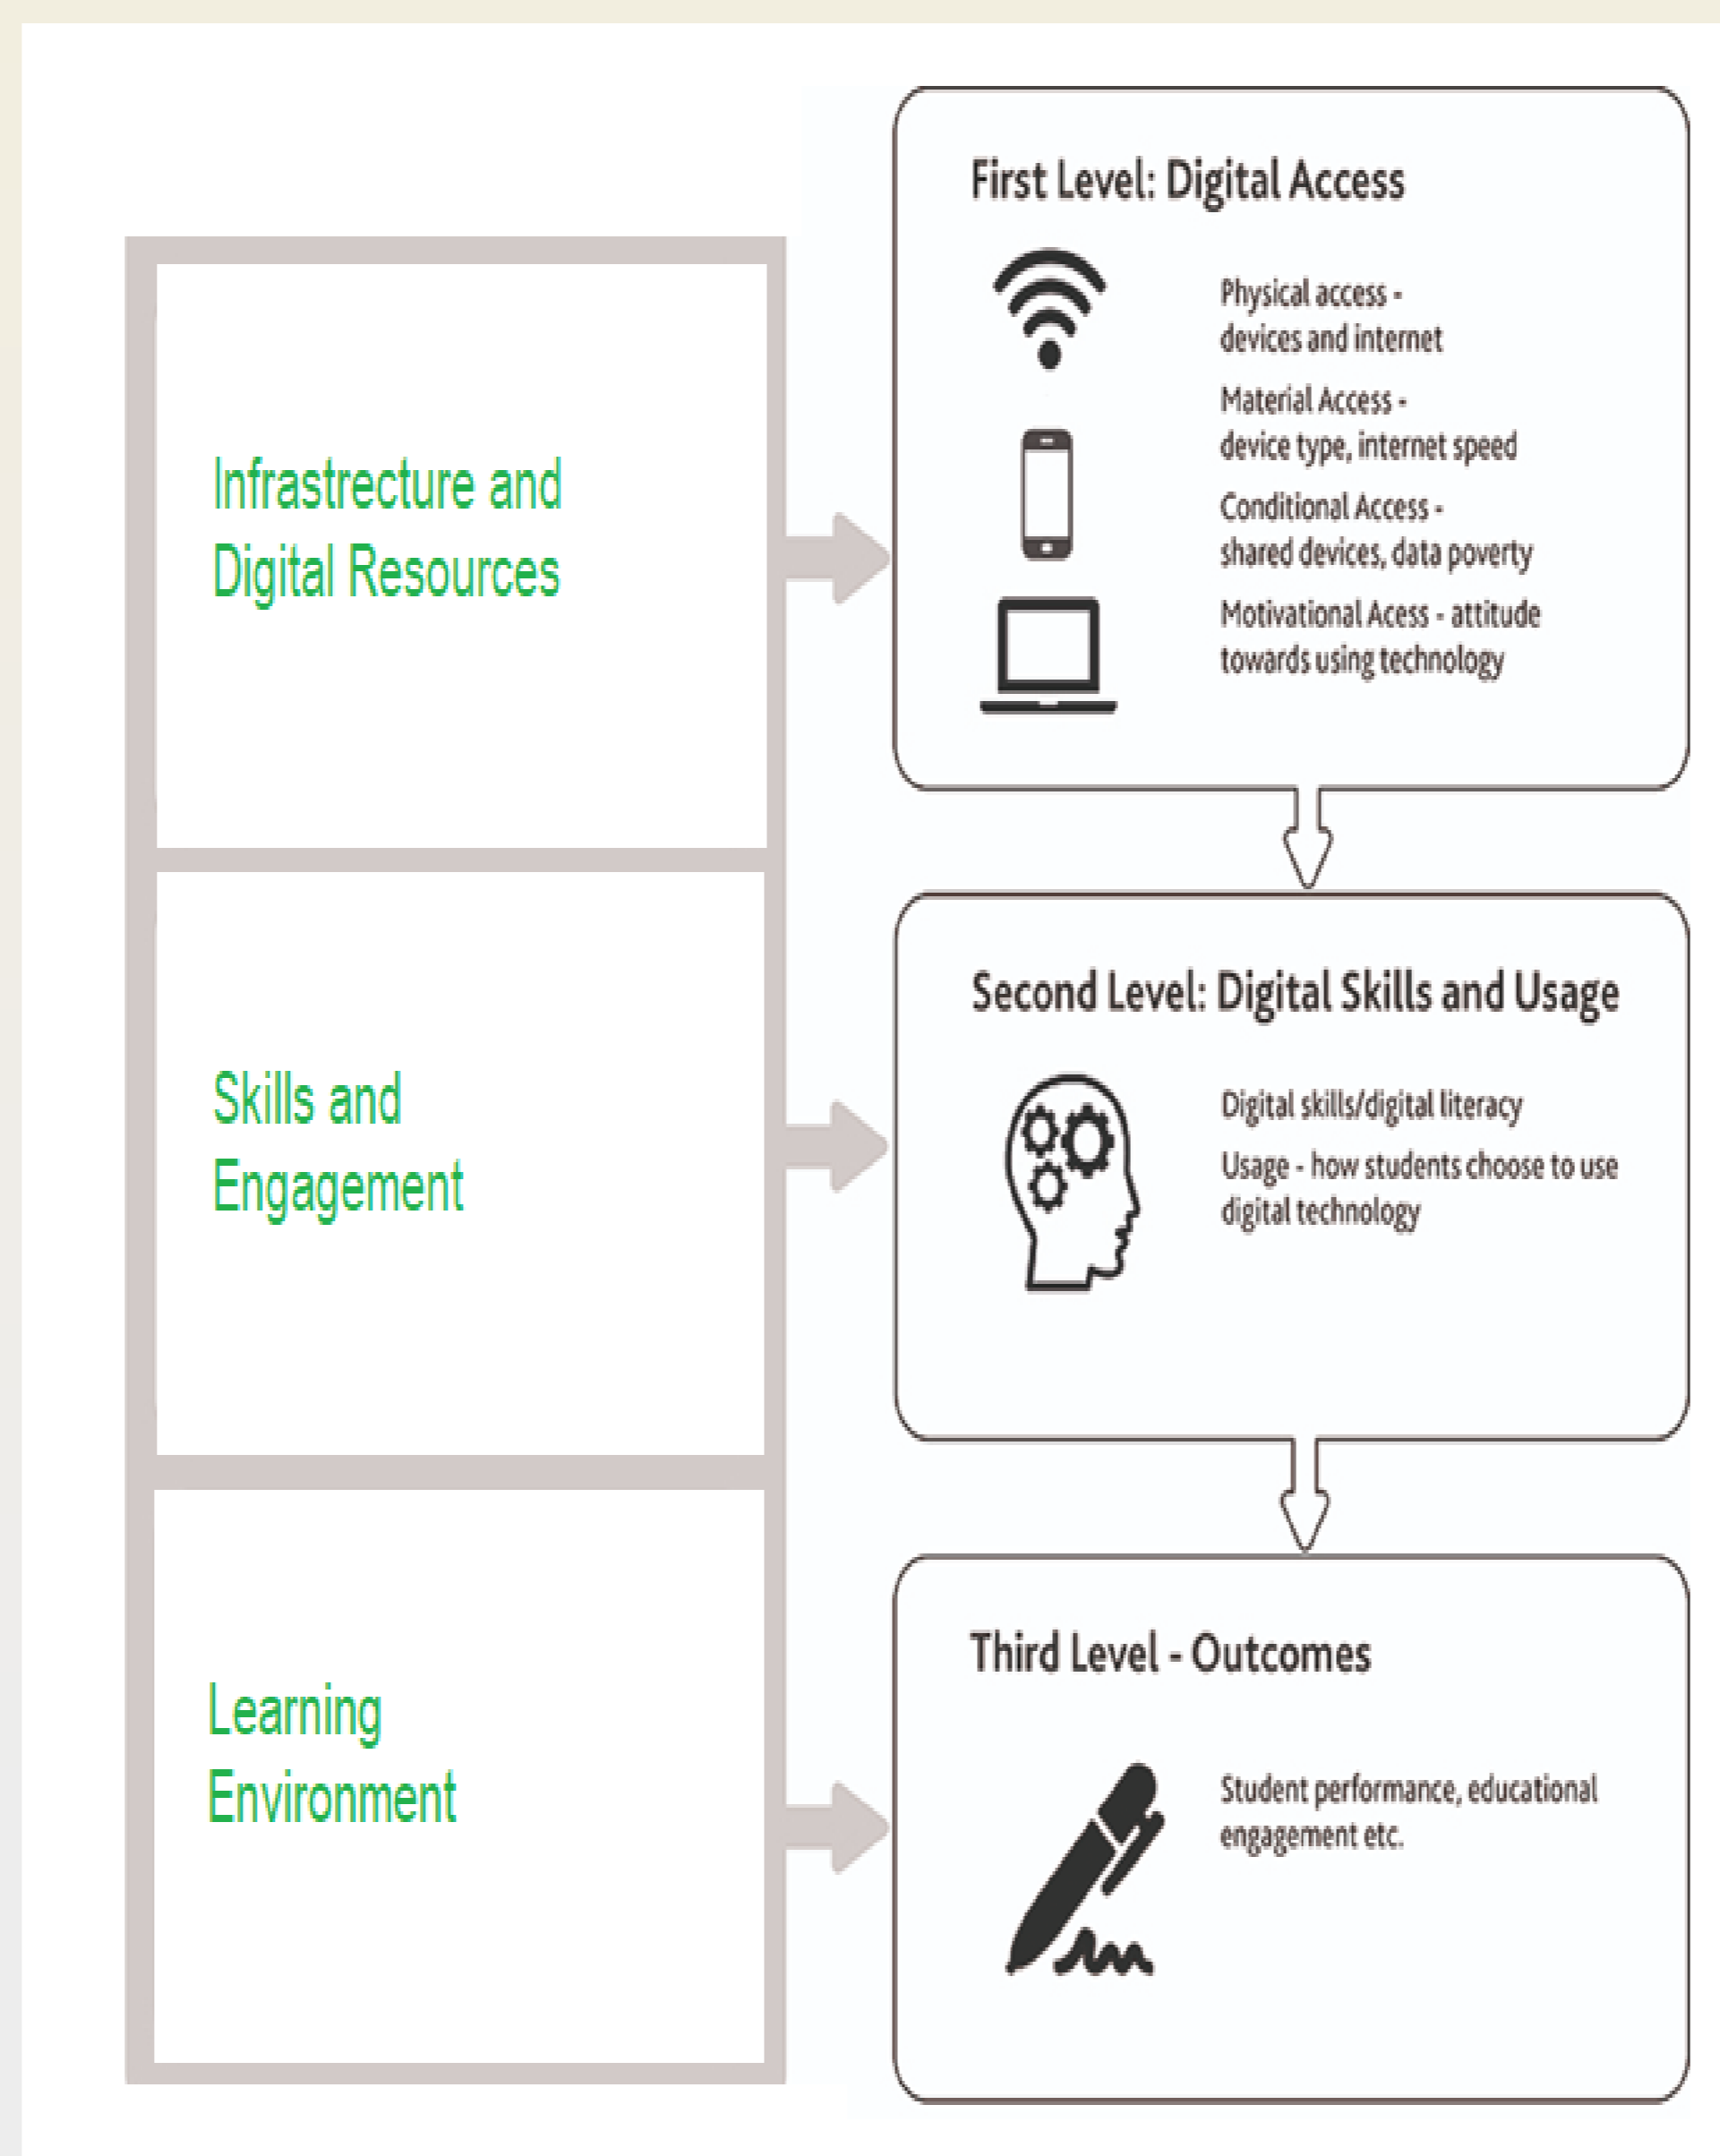 Infrastrecture and
Digital Resources
First Level: Digital Access
Physical access -
devices and internet
Material Access -
device type, internet speed
Conditional Access -
shared devices, data poverty
Motivational Acess - attitude
towards using technology
Skills and
Engagement
Second Level: Digital Skills and Usage
Digital skills/digital literacy
Usage - how students choose to use
digital technology
Learning
Environment
Third Level - Outcomes
Student performance, educational
engagement etc.